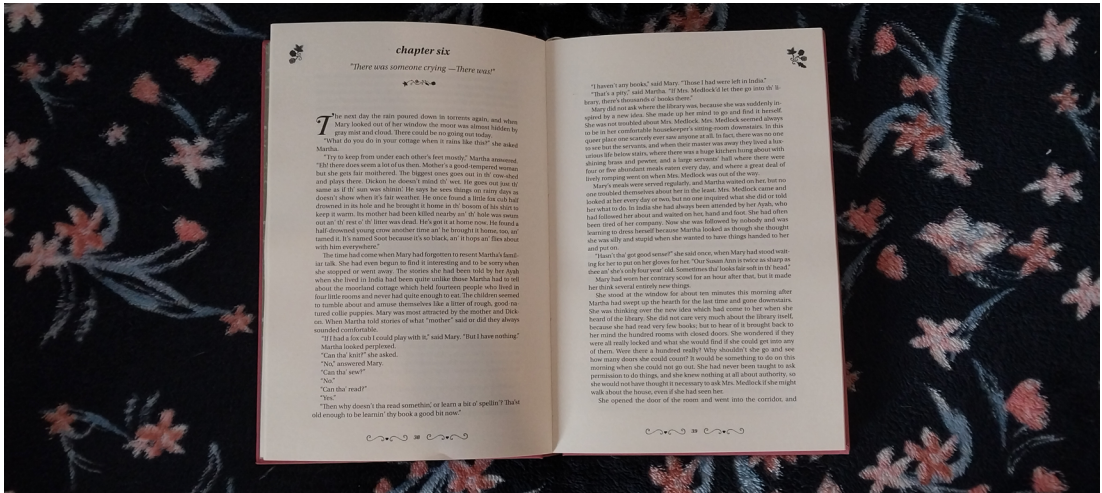 chapter six
"There was someone crying —There was!"
The next day the rain poured down in torrents again, and when
Mary looked out of her window the moor was almost hidden by
gray mist and cloud. There could be no going out today.
"What do you do in your cottage when it rains like this?" she asked
Martha.
"Try to keep from under each other's feet mostly," Martha answered.
"Eh! there does seem a lot of us then. Mother's a good-tempered woman
but she gets fair moithered. The biggest ones goes out in th' cow-shed
and plays there. Dickon he doesn't mind th' wet. He goes out just th'
same as if th' sun was shinin'. He says he sees things on rainy days as
doesn't show when it's fair weather. He once found a little fox cub half
drowned in its hole and he brought it home in th' bosom of his shirt to
keep it warm. Its mother had been killed nearby an' th' hole was swum
out an' th' rest o' th' litter was dead. He's got it at home now. He found a
half-drowned young crow another time an' he brought it home, too, an'
tamed it. It's named Soot because it's so black, an' it hops an' flies about
with him everywhere."
The time had come when Mary had forgotten to resent Martha's famil-
iar talk. She had even begun to find it interesting and to be sorry when
she stopped or went away. The stories she had been told by her Ayah
when she lived in India had been quite unlike those Martha had to tell
about the moorland cottage which held fourteen people who lived in
four little rooms and never had quite enough to eat. The children seemed
to tumble about and amuse themselves like a litter of rough, good-na-
tured collie puppies. Mary was most attracted by the mother and Dick-
on. When Martha told stories of what "mother" said or did they always
sounded comfortable.
"If I had a fox cub I could play with it," said Mary. "But I have nothing."
Martha looked perplexed.
"Can tha' knit?" she asked.
"No," answered Mary.
"Can tha' sew?"
"No."
"Can tha' read?"
"Yes."
"Then why doesn't tha read somethin', or learn a bit o' spellin'? Tha'st
old enough to be learnin' thy book a good bit now."
38
"I haven't any books," said Mary. "Those I had were left in India."
"That's a pity," said Martha. "If Mrs. Medlock'd let thee go into th' li-
brary, there's thousands o' books there."
Mary did not ask where the library was, because she was suddenly in-
spired by a new idea. She made up her mind to go and find it herself.
She was not troubled about Mrs. Medlock. Mrs. Medlock seemed always
to be in her comfortable housekeeper's sitting-room downstairs. In this
queer place one scarcely ever saw anyone at all. In fact, there was no one
to see but the servants, and when their master was away they lived a lux-
urious life below stairs, where there was a huge kitchen hung about with
shining brass and pewter, and a large servants' hall where there were
four or five abundant meals eaten every day, and where a great deal of
lively romping went on when Mrs. Medlock was out of the way.
Mary's meals were served regularly, and Martha waited on her, but no
one troubled themselves about her in the least. Mrs. Medlock came and
looked at her every day or two, but no one inquired what she did or told
her what to do. In India she had always been attended by her Ayah, who
had followed her about and waited on her, hand and foot. She had often
been tired of her company. Now she was followed by nobody and was
learning to dress herself because Martha looked as though she thought
she was silly and stupid when she wanted to have things handed to her
and put on.
"Hasn't tha' got good sense?" she said once, when Mary had stood wait-
ing for her to put on her gloves for her. "Our Susan Ann is twice as sharp as
thee an' she's only four year' old. Sometimes tha' looks fair soft in th' head."
Mary had worn her contrary scowl for an hour after that, but it made
her think several entirely new things.
She stood at the window for about ten minutes this morning after
Martha had swept up the hearth for the last time and gone downstairs.
She was thinking over the new idea which had come to her when she
heard of the library. She did not care very much about the library itself,
because she had read very few books; but to hear of it brought back to
her mind the hundred rooms with closed doors. She wondered if they
were all really locked and what she would find if she could get into any
of them. Were there a hundred really? Why shouldn't she go and see
how many doors she could count? It would be something to do on this
morning when she could not go out. She had never been taught to ask
permission to do things, and she knew nothing at all about authority, so
she would not have thought it necessary to ask Mrs. Medlock if she might
walk about the house, even if she had seen her.
She opened the door of the room and went into the corridor, and
39